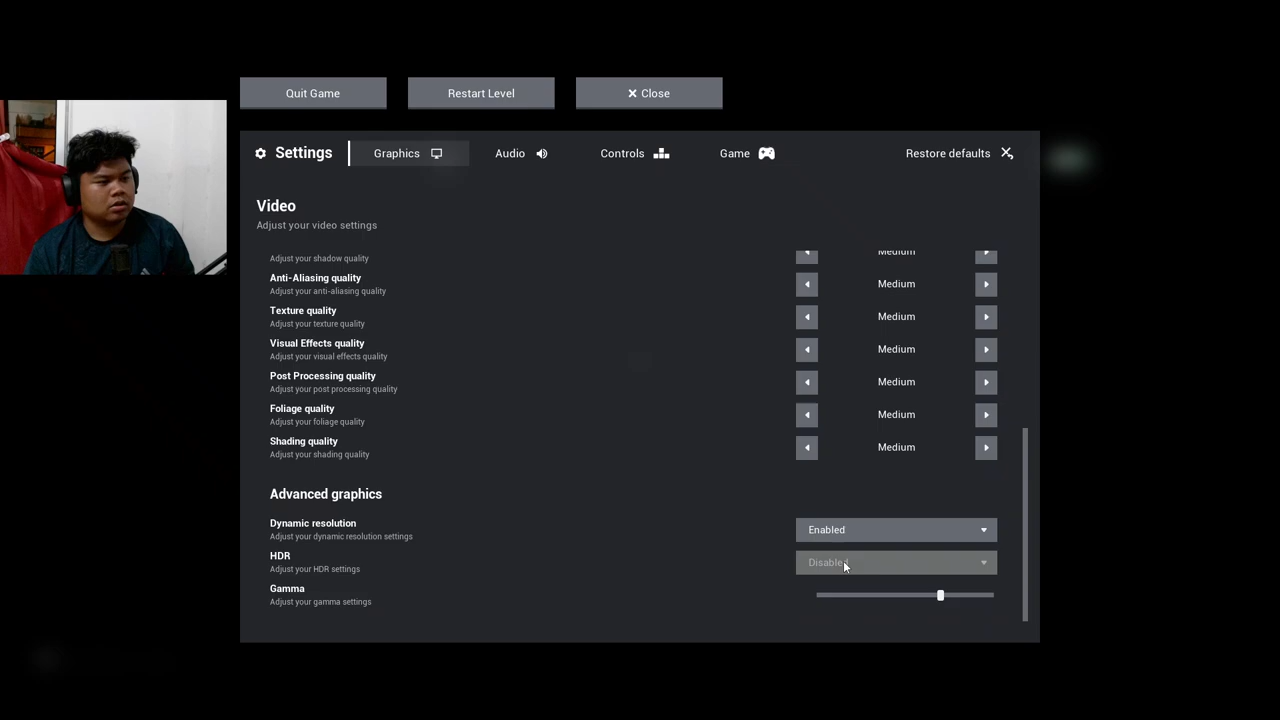 Quit Game
Restart Level
Close
Settings
Graphics
Audio
Controls
Game
Restore defaults
Video
Adjust your video settings
Adjust your shadow quality
Medium
Anti-Aliasing quality
Adjust your anti-aliasing quality
Medium
Texture quality
Adjust your texture quality
Medium
Visual Effects quality
Adjust your visual effects quality
Medium
Post Processing quality
Adjust your post processing quality
Medium
Foliage quality
Adjust your foliage quality
Medium
Shading quality
Adjust your shading quality
Medium
Advanced graphics
Dynamic resolution
Adjust your dynamic resolution settings
Enabled
HDR
Adjust your HDR settings
Disabled
Gamma
Adjust your gamma settings